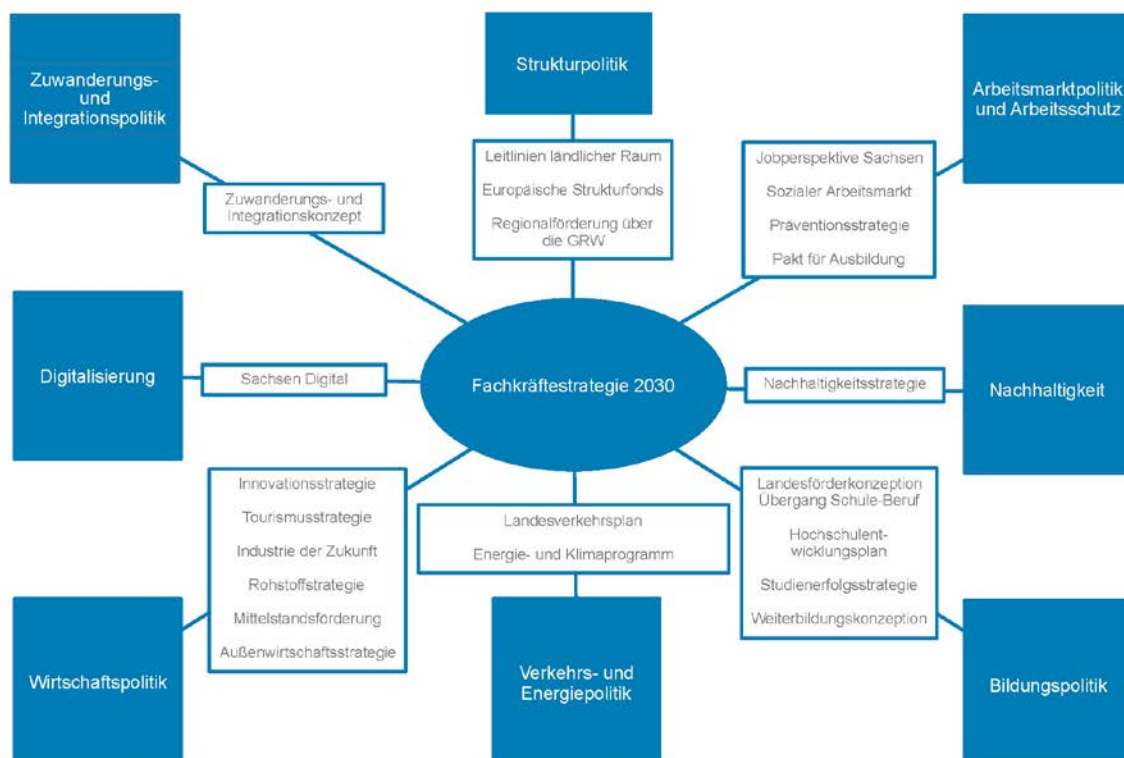 Zuwanderungs-
und
Integrationspolitik
Strukturpolitik
Arbeitsmarktpolitik
und Arbeitsschutz
Zuwanderungs- und
Integrationskonzept
Leitlinien ländlicher Raum
Europäische Strukturfonds
Regionalförderung über
die GRW
Jobperspektive Sachsen
Sozialer Arbeitsmarkt
Präventionsstrategie
Pakt für Ausbildung
Digitalisierung
Sachsen Digital
Fachkräftestrategie 2030
Nachhaltigkeitsstrategie
Nachhaltigkeit
Innovationsstrategie
Tourismusstrategie
Industrie der Zukunft
Rohstoffstrategie
Mittelstandsförderung
Außenwirtschaftsstrategie
Landesverkehrsplan
Energie- und Klimaprogramm
Landesförderkonzeption
Übergang Schule-Beruf
Hochschulent-
wicklungsplan
Studienerfolgsstrategie
Weiterbildungskonzeption
Wirtschaftspolitik
Verkehrs- und
Energiepolitik
Bildungspolitik